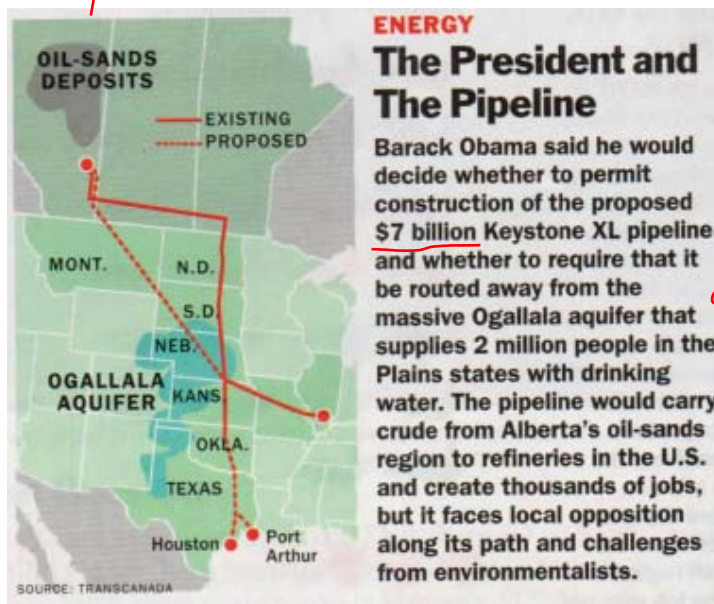 OIL-SANDS
DEPOSITS
EXISTING
PROPOSED
MONT.
N.D.
S.D.
NEB.
OGALLALA
AQUIFER
KANS.
OKLA.
TEXAS
Houston
Port
Arthur
SOURCE: TRANSCANADA
ENERGY
The President and
The Pipeline
Barack Obama said he would
decide whether to permit
construction of the proposed
$7 billion Keystone XL pipeline
and whether to require that it
be routed away from the
massive Ogallala aquifer that
supplies 2 million people in the
Plains states with drinking
water. The pipeline would carry
crude from Alberta's oil-sands
region to refineries in the U.S.
and create thousands of jobs,
but it faces local opposition
along its path and challenges
from environmentalists.